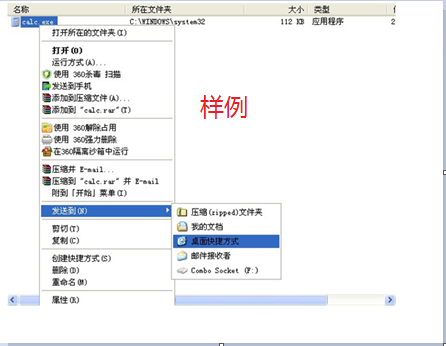 名称 所在文件夹 大小 类型
calc.exe C:\WINDOWS\system32 112 KB 应用程序 2
打开所在的文件夹(I)
打开(O)
运行方式(A)...
使用 360杀毒 扫描
发送到手机
添加到压缩文件(A)...
添加到 "calc.rar"(T)
使用 360解除占用
使用 360强力删除
在360隔离沙箱中运行
压缩并 E-mail...
压缩到 "calc.rar" 并 E-mail
附到「开始」菜单(I)
发送到(N)
剪切(T)
复制(C)
创建快捷方式(S)
删除(D)
重命名(M)
属性(R)
压缩(zipped)文件夹
我的文档
桌面快捷方式
邮件接收者
Combo Socket (F:)
样例